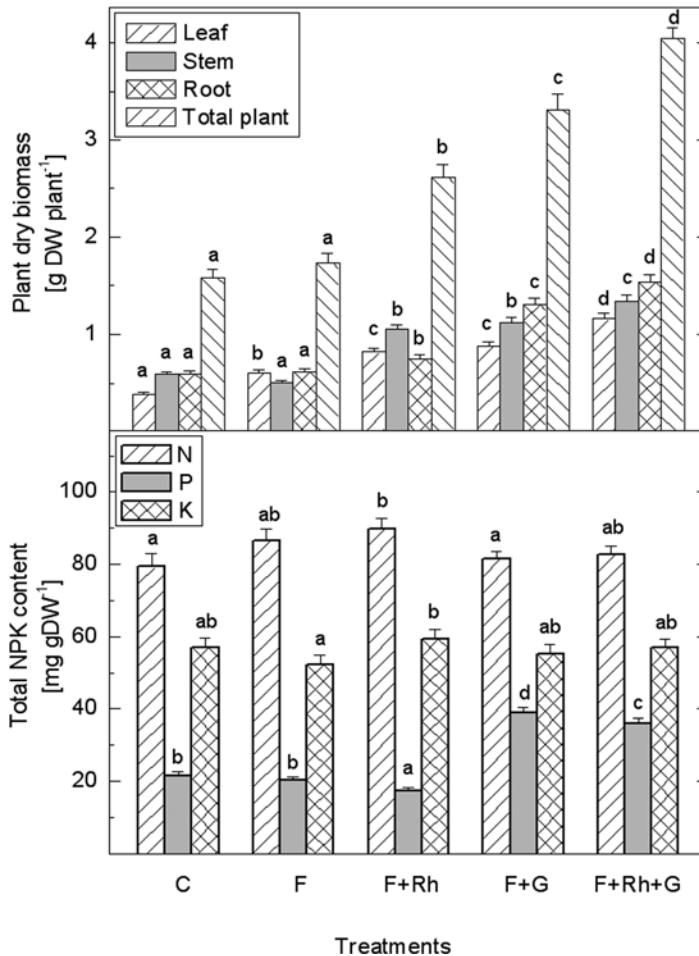 Leaf
Stem
Root
Total plant
Plant dry biomass
[g DW plant⁻¹]
4
3
2
1
a a a a
b a a a
c b b b
c b c c
d c d d
N
P
K
Total NPK content
[mg gDW⁻¹]
100
80
60
40
20
a b ab
ab b a
b a b
a d ab
ab c ab
C F F+Rh F+G F+Rh+G
Treatments